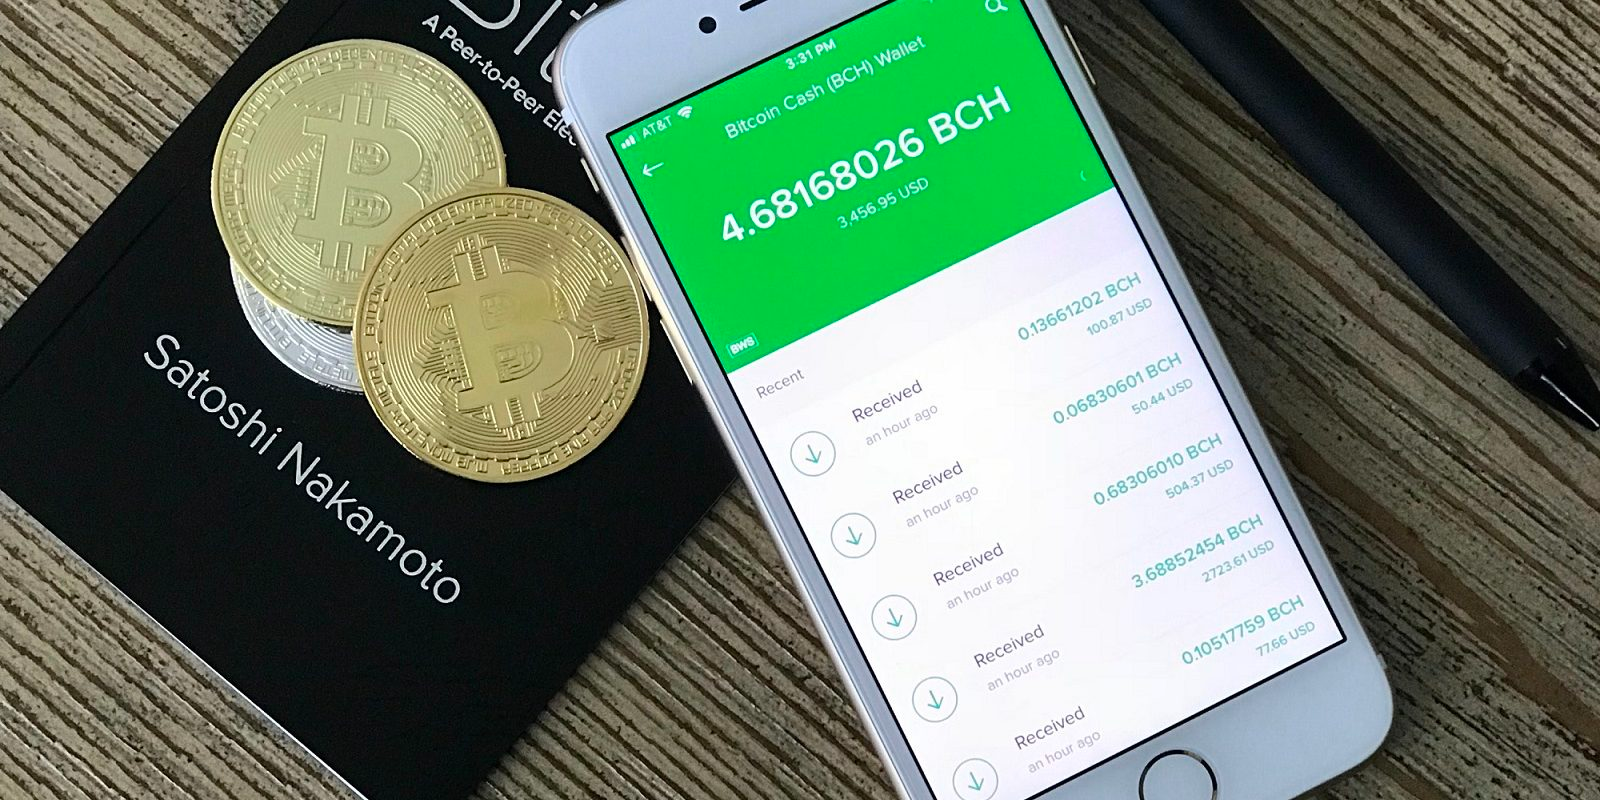 Bit
A Peer-to-Peer Elec
Satoshi Nakamoto
AT&T
3:31 PM
Bitcoin Cash (BCH) Wallet
4.68168026 BCH
3,456.95 USD
BWS
Recent
Received
an hour ago
0.13661202 BCH
100.87 USD
Received
an hour ago
0.06830601 BCH
50.44 USD
Received
an hour ago
0.68306010 BCH
504.37 USD
Received
an hour ago
3.68852454 BCH
2723.61 USD
Received
an hour ago
0.10517759 BCH
77.66 USD